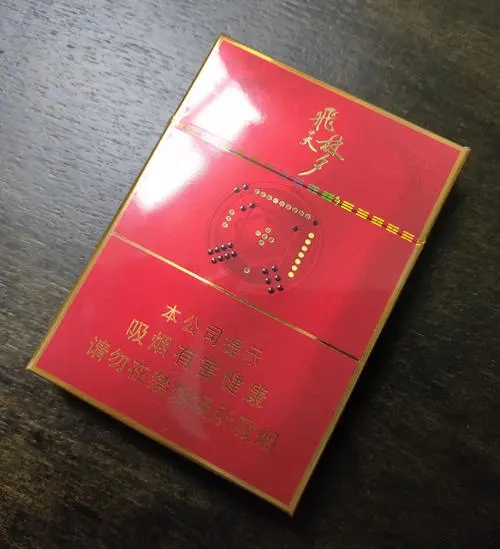 飛天梦
本公司提示
吸烟有害健康
请勿在禁烟场所吸烟